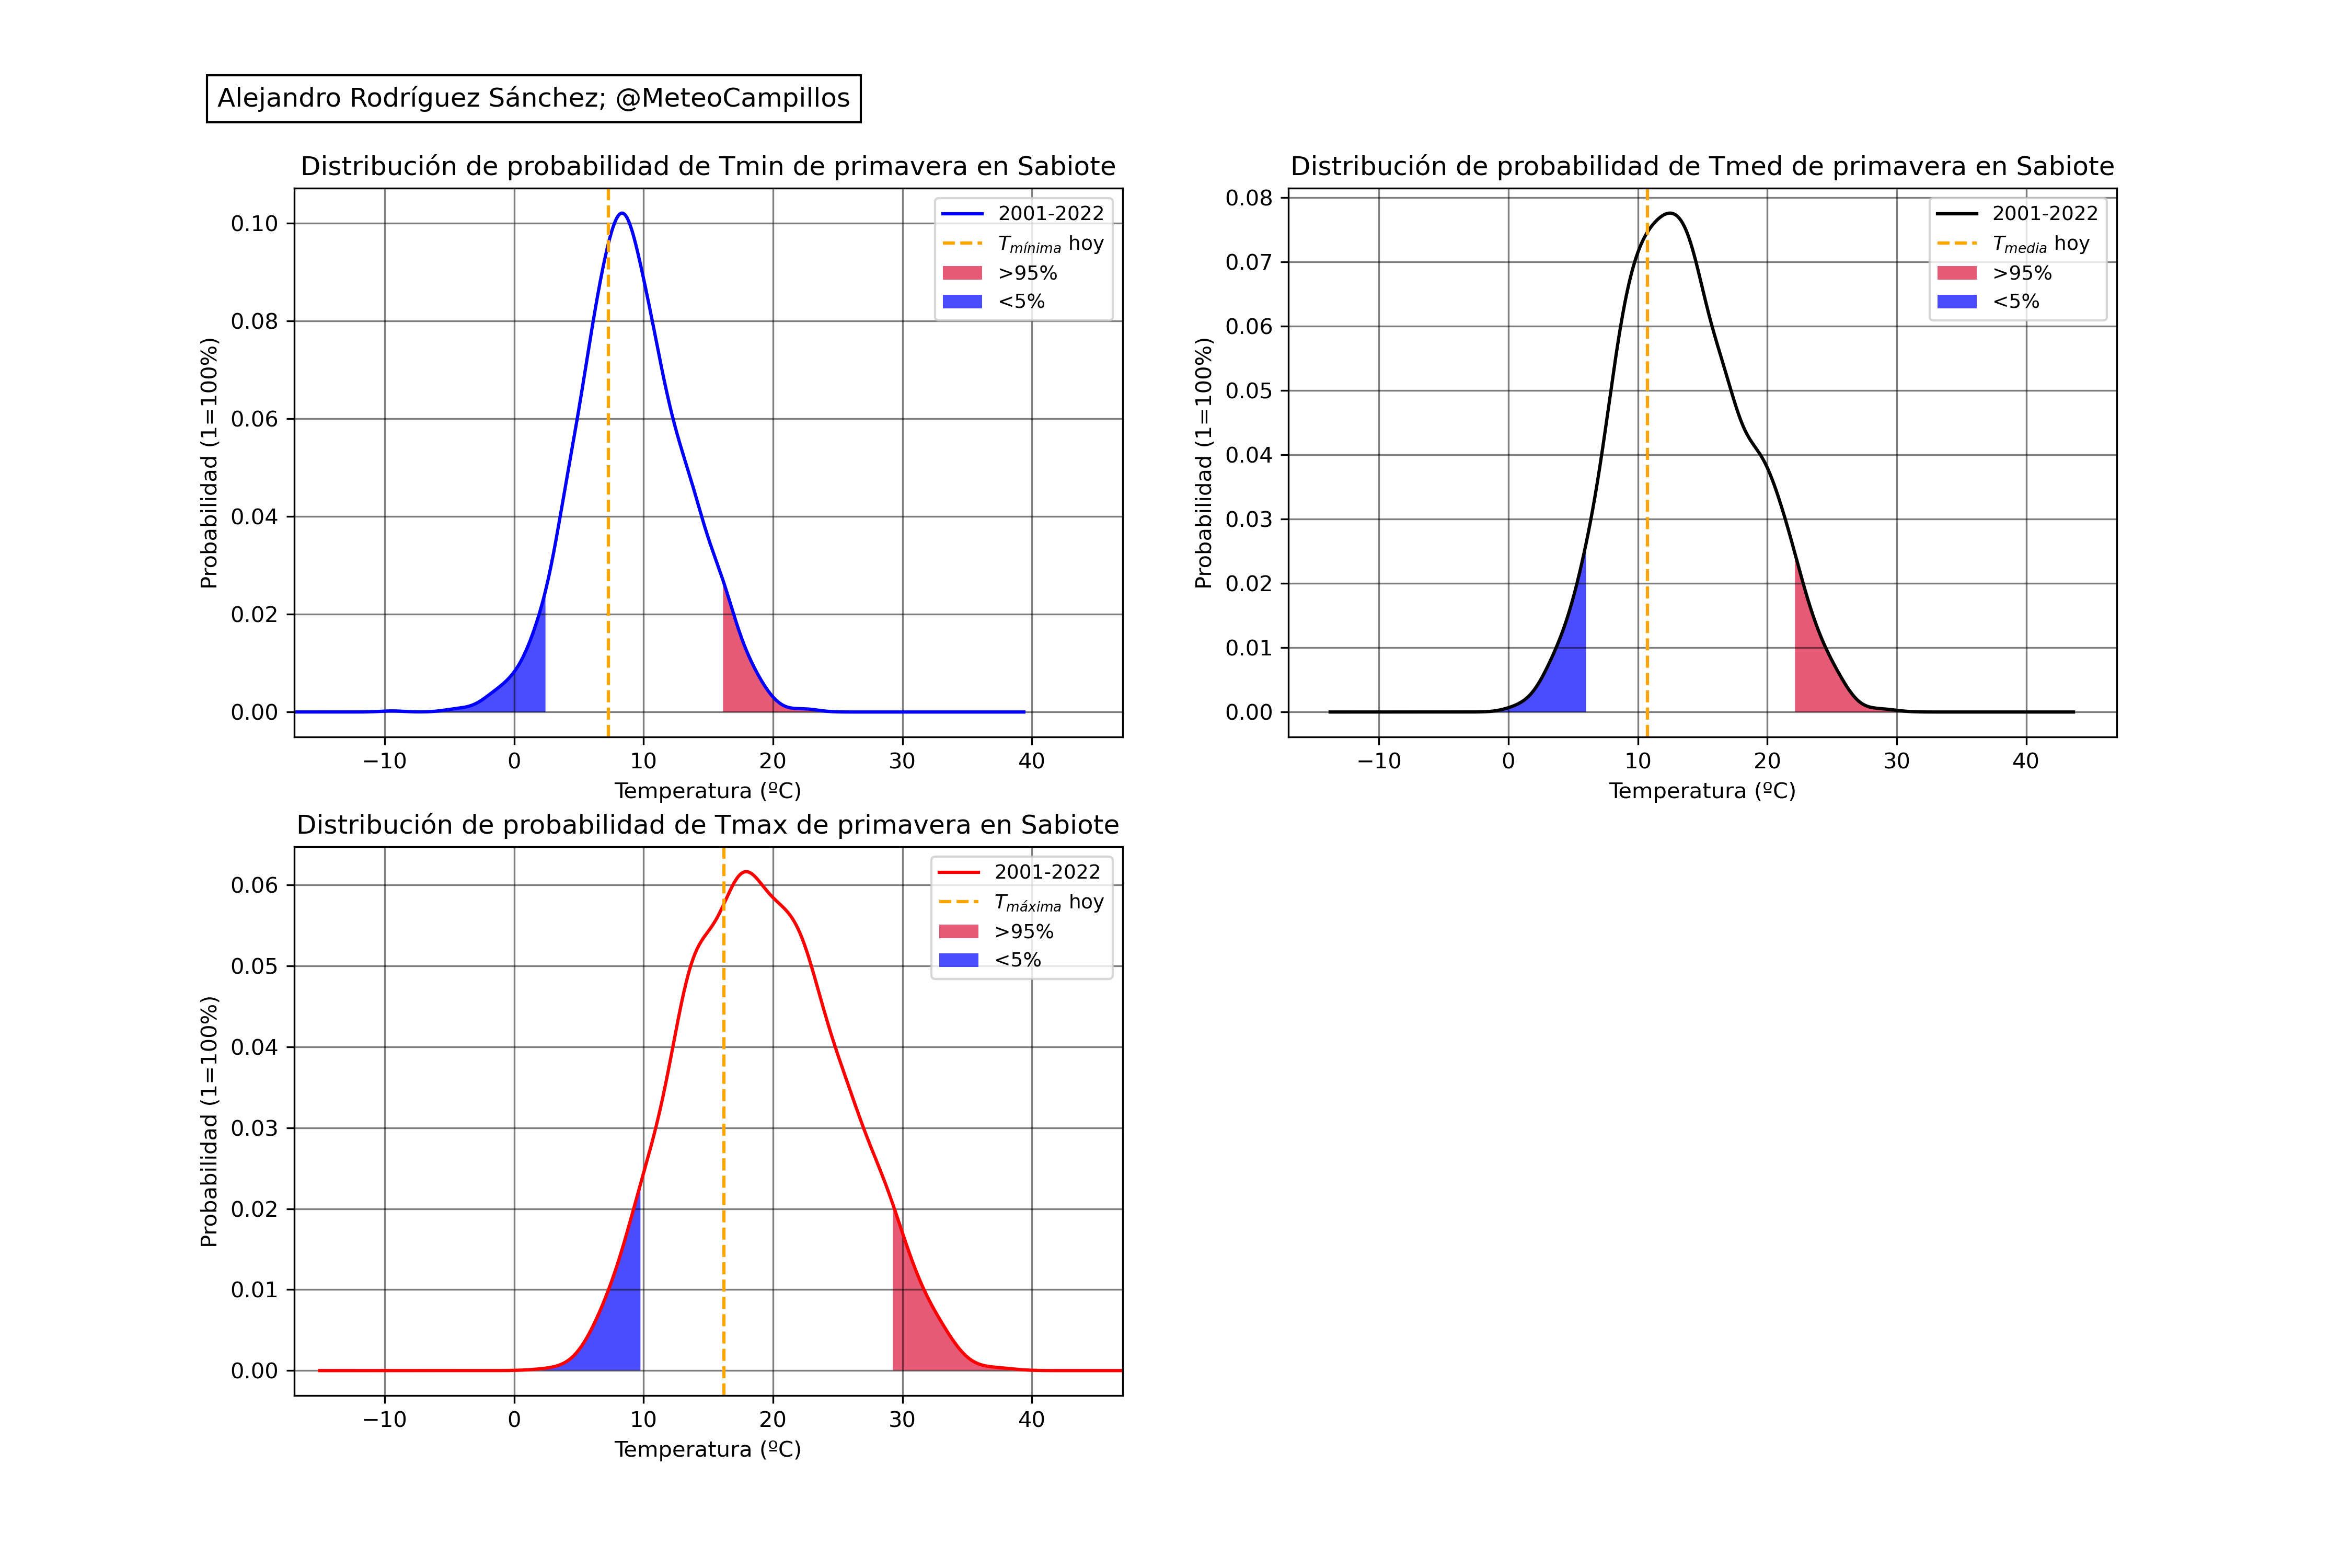 Alejandro Rodríguez Sánchez; @MeteoCampillos
Distribución de probabilidad de Tmin de primavera en Sabiote
Probabilidad (1=100%)
0.10
0.08
0.06
0.04
0.02
0.00
2001-2022
Tmínima hoy
>95%
<5%
−10 0 10 20 30 40
Temperatura (ºC)
Distribución de probabilidad de Tmed de primavera en Sabiote
Probabilidad (1=100%)
0.08
0.07
0.06
0.05
0.04
0.03
0.02
0.01
0.00
2001-2022
Tmedia hoy
>95%
<5%
−10 0 10 20 30 40
Temperatura (ºC)
Distribución de probabilidad de Tmax de primavera en Sabiote
Probabilidad (1=100%)
0.06
0.05
0.04
0.03
0.02
0.01
0.00
2001-2022
Tmáxima hoy
>95%
<5%
−10 0 10 20 30 40
Temperatura (ºC)